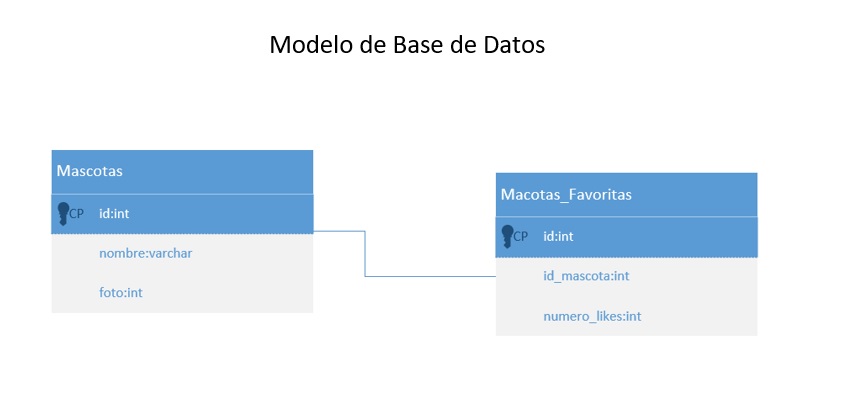 Modelo de Base de Datos
Mascotas
CP id:int
nombre:varchar
foto:int
Macotas_Favoritas
CP id:int
id_mascota:int
numero_likes:int